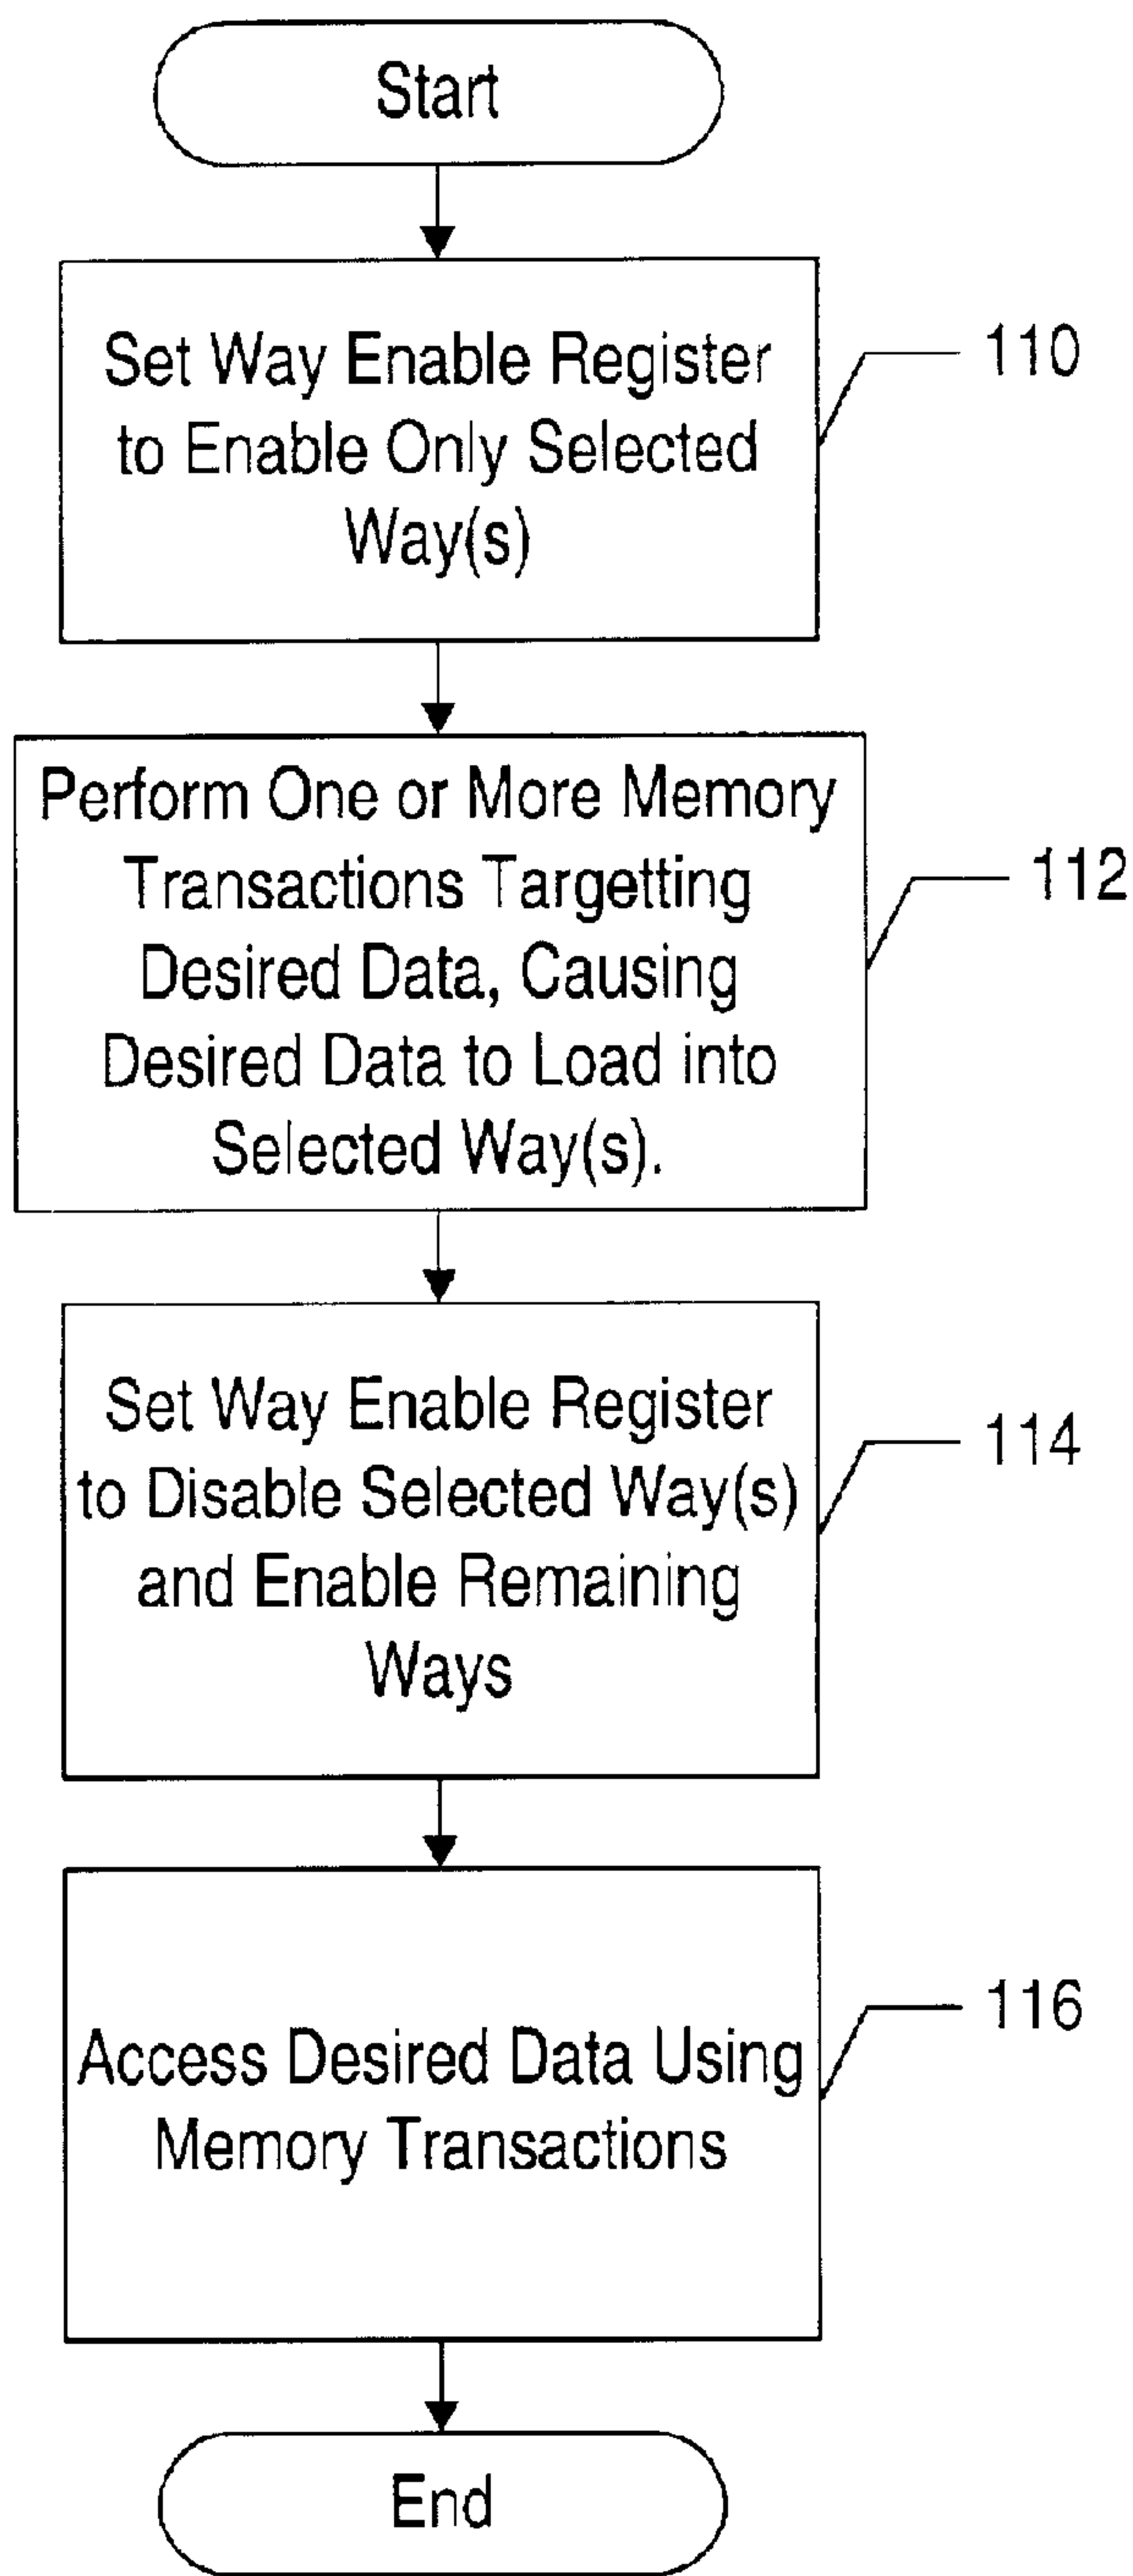 Start
Set Way Enable Register
to Enable Only Selected
Way(s)
110
Perform One or More Memory
Transactions Targetting
Desired Data, Causing
Desired Data to Load into
Selected Way(s).
112
Set Way Enable Register
to Disable Selected Way(s)
and Enable Remaining
Ways
114
Access Desired Data Using
Memory Transactions
116
End